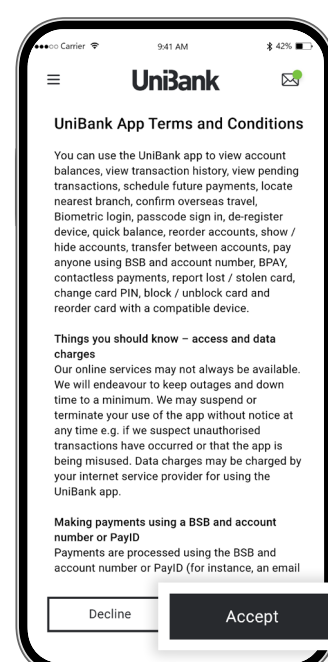 ●●●○○ Carrier 9:41 AM 42%
UniBank
UniBank App Terms and Conditions
You can use the UniBank app to view account
balances, view transaction history, view pending
transactions, schedule future payments, locate
nearest branch, confirm overseas travel,
Biometric login, passcode sign in, de-register
device, quick balance, reorder accounts, show /
hide accounts, transfer between accounts, pay
anyone using BSB and account number, BPAY,
contactless payments, report lost / stolen card,
change card PIN, block / unblock card and
reorder card with a compatible device.
Things you should know – access and data
charges
Our online services may not always be available.
We will endeavour to keep outages and down
time to a minimum. We may suspend or
terminate your use of the app without notice at
any time e.g. if we suspect unauthorised
transactions have occurred or that the app is
being misused. Data charges may be charged by
your internet service provider for using the
UniBank app.
Making payments using a BSB and account
number or PayID
Payments are processed using the BSB and
account number or PayID (for instance, an email
Decline
Accept